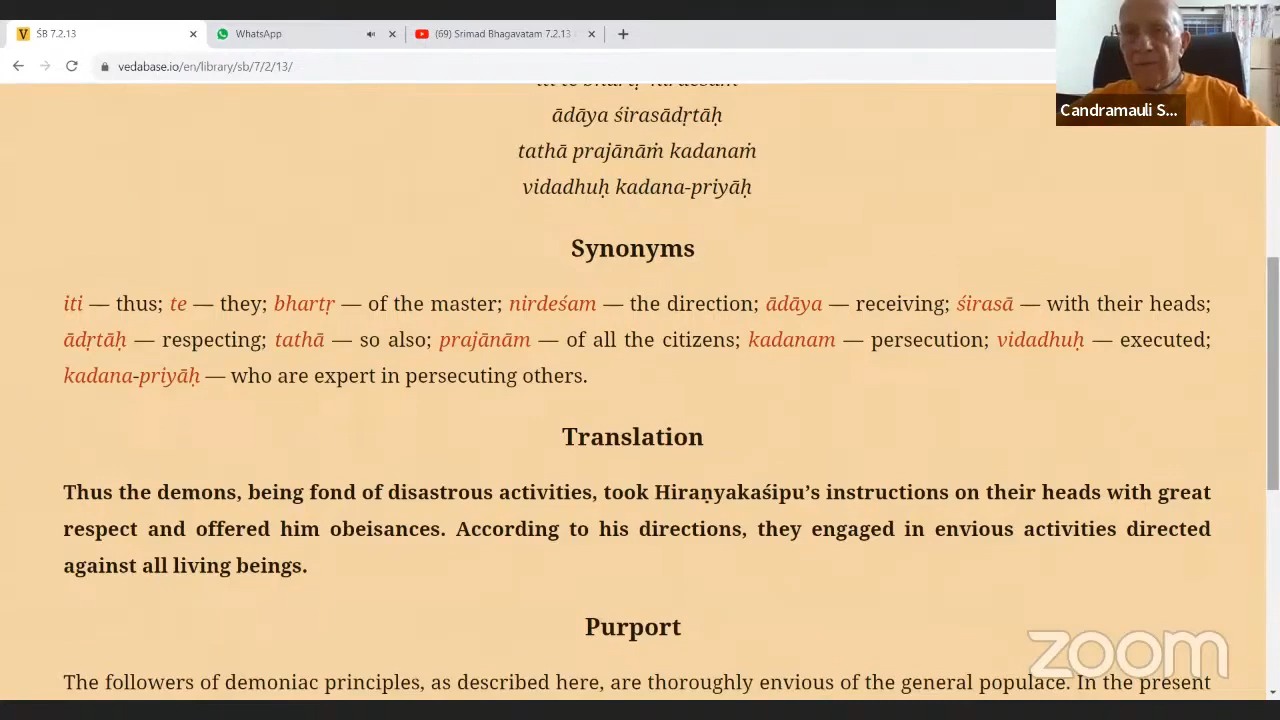 ŚB 7.2.13
WhatsApp
(69) Srimad Bhagavatam 7.2.13
vedabase.io/en/library/sb/7/2/13/
Candramauli S...
ādāya śirasādṛtāḥ
tathā prajānāṁ kadanaṁ
vidadhuḥ kadana-priyāḥ
Synonyms
iti — thus; te — they; bhartṛ — of the master; nirdeśam — the direction; ādāya — receiving; śirasā — with their heads;
ādṛtāḥ — respecting; tathā — so also; prajānām — of all the citizens; kadanam — persecution; vidadhuḥ — executed;
kadana-priyāḥ — who are expert in persecuting others.
Translation
Thus the demons, being fond of disastrous activities, took Hiraṇyakaśipu’s instructions on their heads with great
respect and offered him obeisances. According to his directions, they engaged in envious activities directed
against all living beings.
Purport
zoom
The followers of demoniac principles, as described here, are thoroughly envious of the general populace. In the present